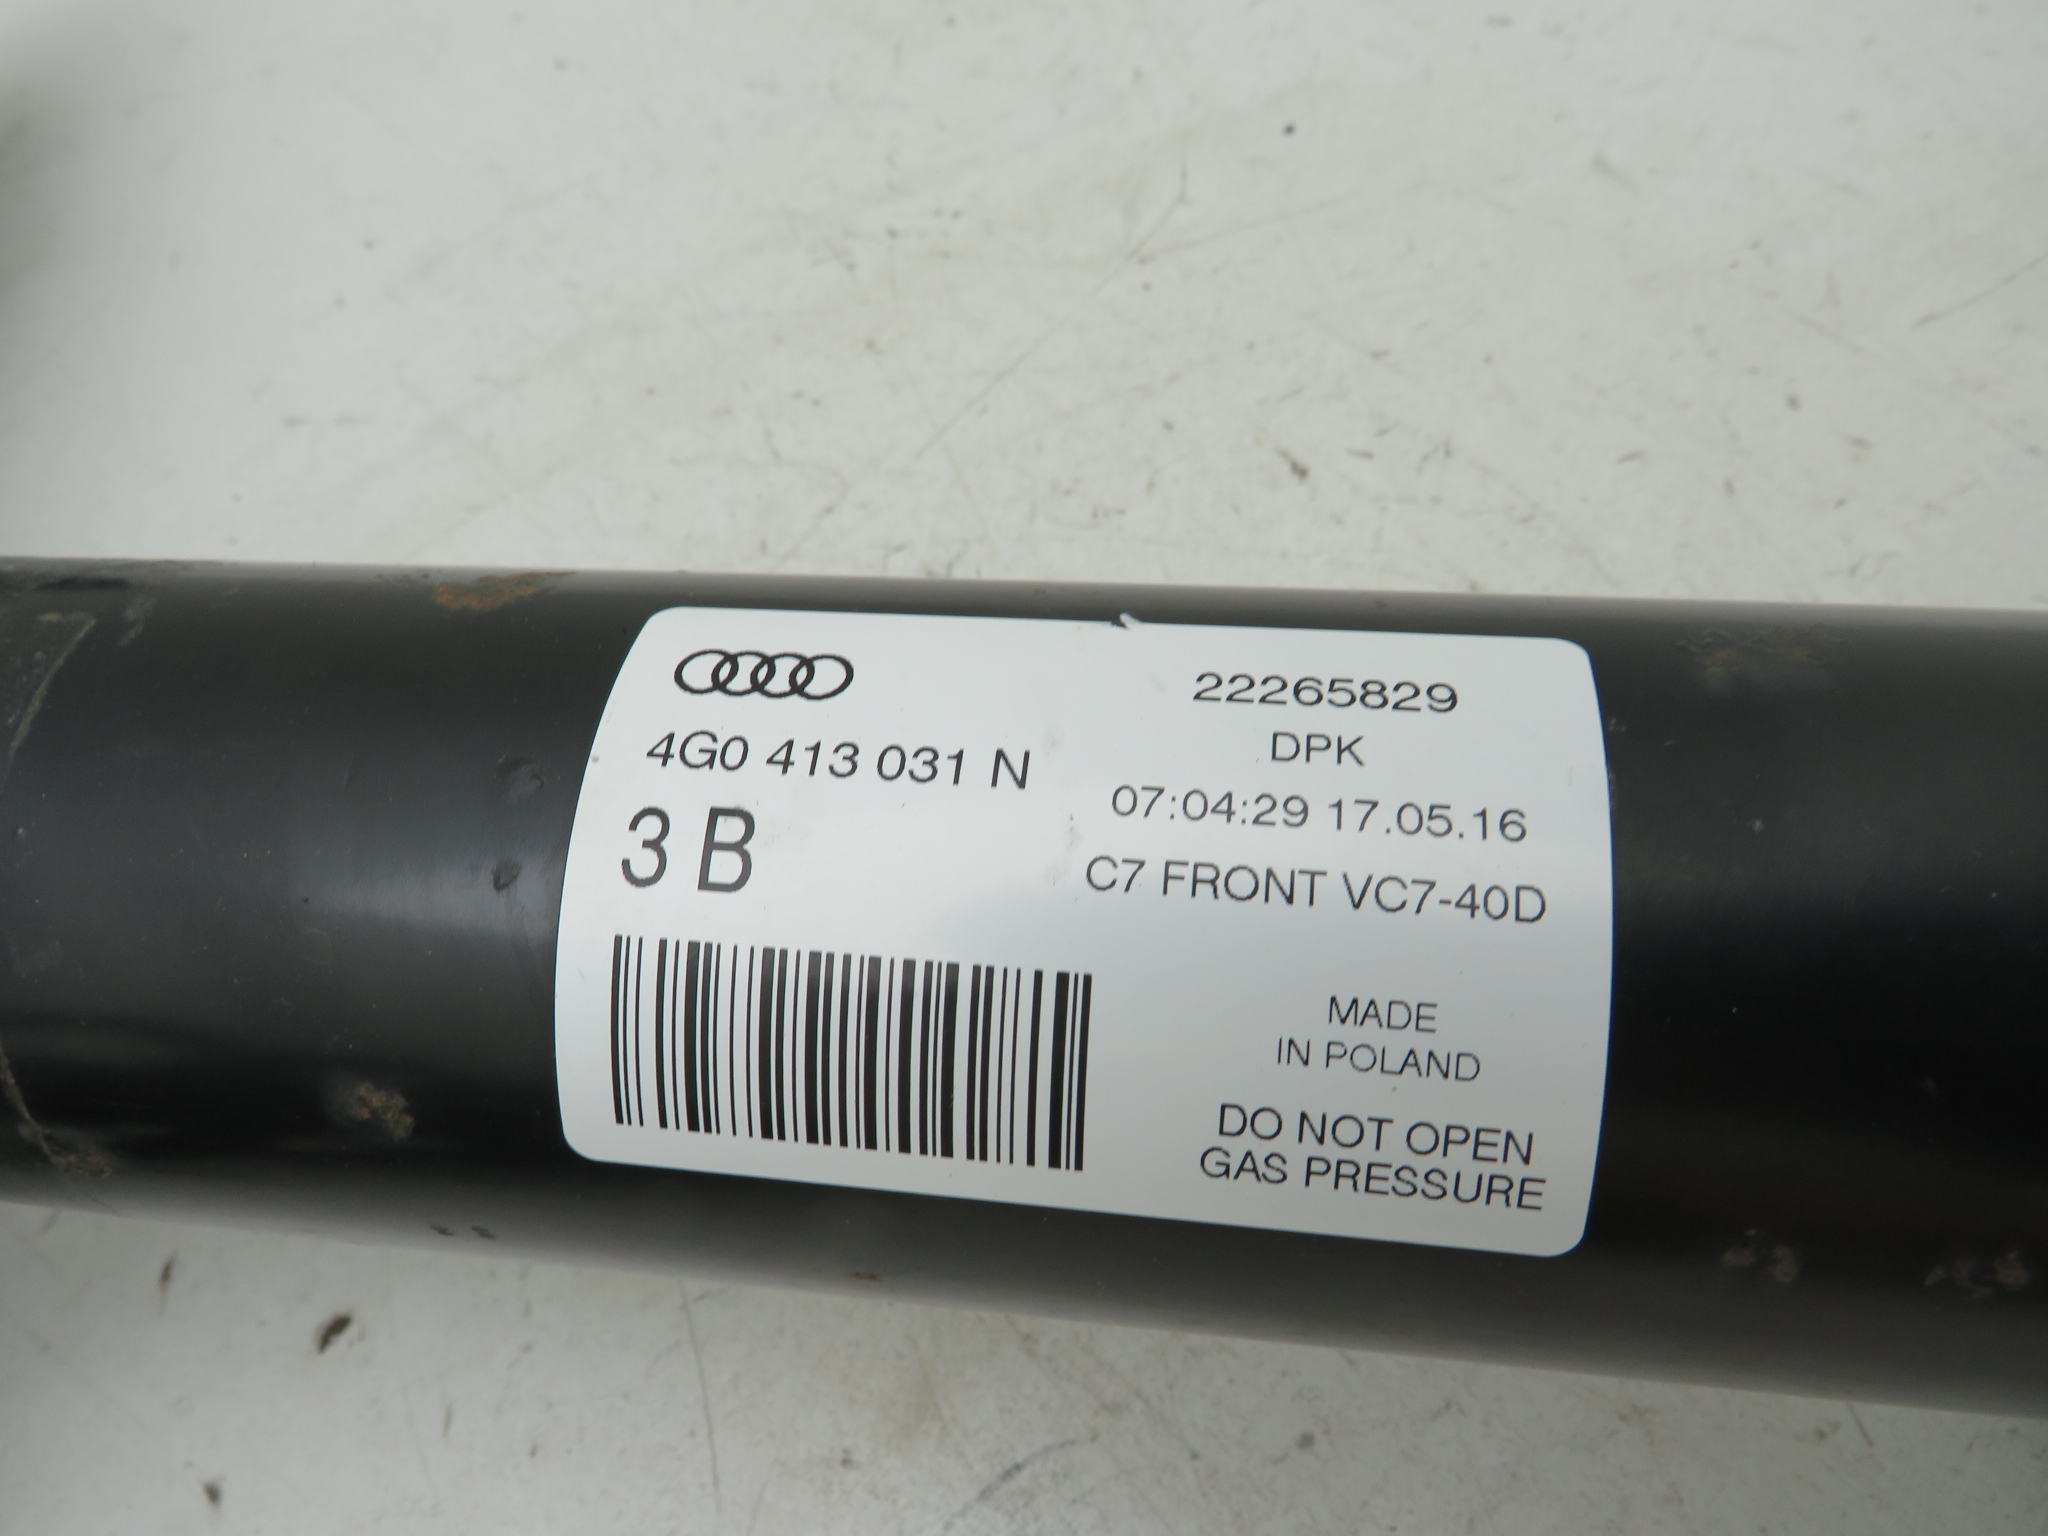 4G0 413 031 N
3 B
22265829
DPK
07:04:29 17.05.16
C7 FRONT VC7-40D
MADE
IN POLAND
DO NOT OPEN
GAS PRESSURE